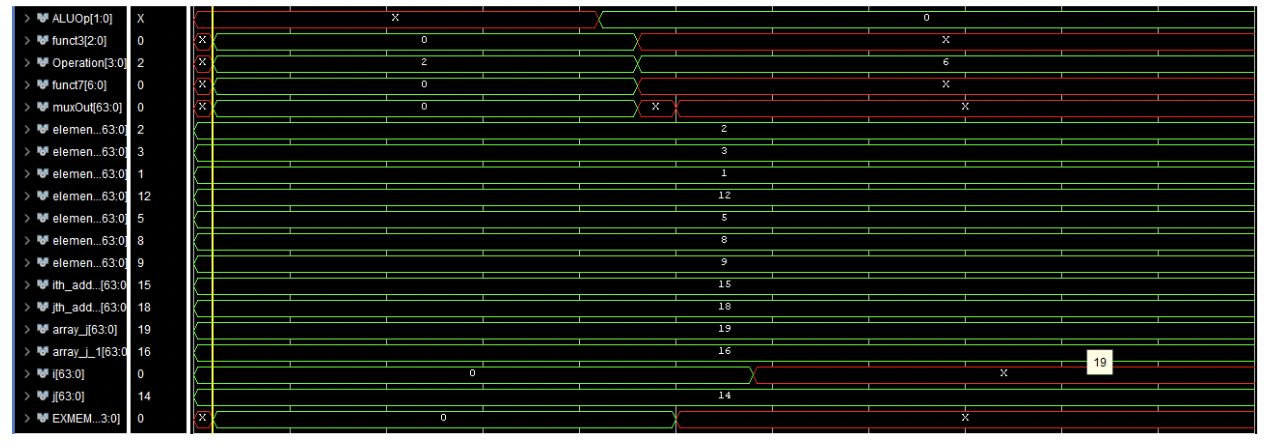 ALUOp[1:0] X X 0
funct3[2:0] 0 X 0 X
Operation[3:0] 2 X 2 6
funct7[6:0] 0 X 0 X
muxOut[63:0] 0 X 0 X X
elemen...63:0] 2 2
elemen...63:0] 3 3
elemen...63:0] 1 1
elemen...63:0] 12 12
elemen...63:0] 5 5
elemen...63:0] 8 8
elemen...63:0] 9 9
ith_add...[63:0 15 15
jth_add...[63:0 18 18
array_j[63:0] 19 19
array_j_1[63:0 16 16
19
i[63:0] 0 0 X
j[63:0] 14 14
EXMEM...3:0] 0 X 0 X